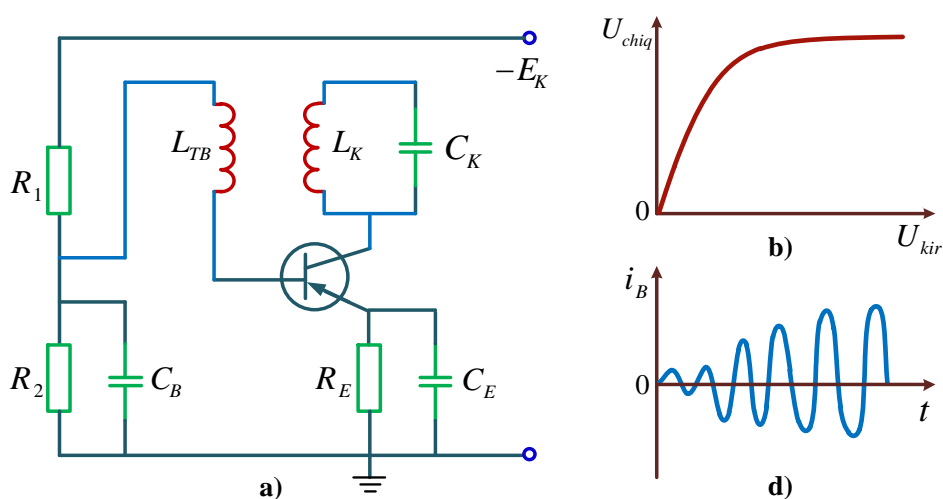 −E_K
L_TB
L_K
C_K
R_1
R_2
C_B
R_E
C_E
a)
U_chiq
0
U_kir
b)
i_B
0
t
d)